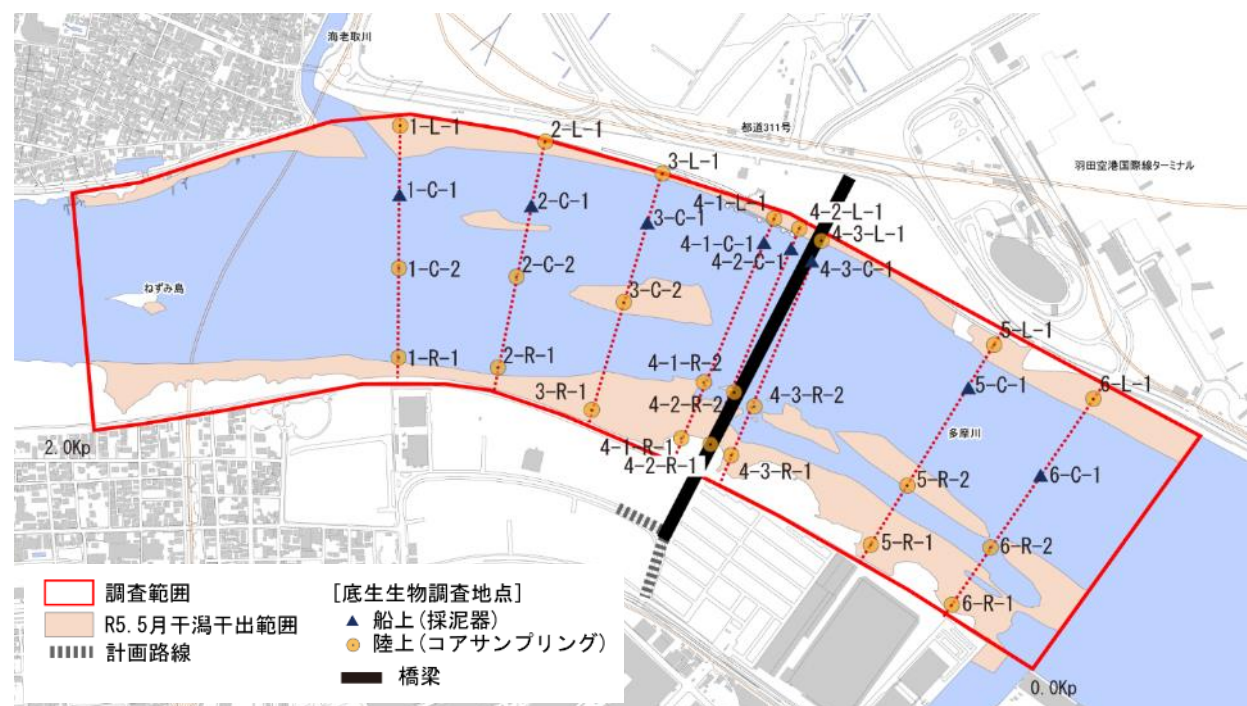 海老取川
都道311号
羽田空港国際線ターミナル
1-L-1
2-L-1
3-L-1
4-1-L-1
4-2-L-1
4-3-L-1
1-C-1
2-C-1
3-C-1
4-1-C-1
4-2-C-1
4-3-C-1
1-C-2
2-C-2
3-C-2
ねずみ島
5-L-1
6-L-1
5-C-1
6-C-1
多摩川
1-R-1
2-R-1
3-R-1
4-1-R-2
4-2-R-2
4-3-R-2
4-1-R-1
4-2-R-1
4-3-R-1
5-R-2
5-R-1
6-R-2
6-R-1
2.0Kp
0.0Kp
調査範囲
R5.5月干潟干出範囲
計画路線
[底生生物調査地点]
船上(採泥器)
陸上(コアサンプリング)
橋梁